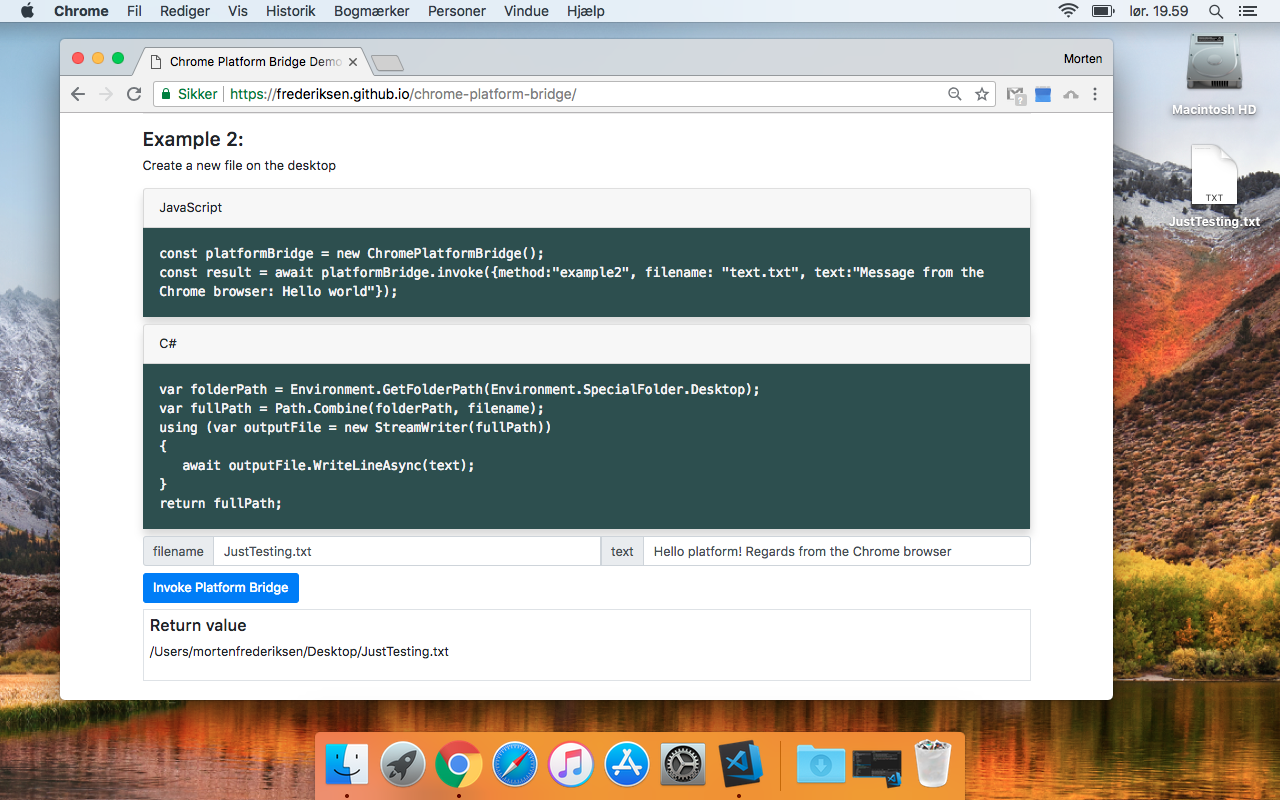 Chrome Fil Rediger Vis Historik Bogmærker Personer Vindue Hjælp lør. 19.59
Chrome Platform Bridge Demo
Morten
Sikker https://frederiksen.github.io/chrome-platform-bridge/
Macintosh HD
TXT
JustTesting.txt
Example 2:
Create a new file on the desktop
JavaScript
const platformBridge = new ChromePlatformBridge();
const result = await platformBridge.invoke({method:"example2", filename: "text.txt", text:"Message from the
Chrome browser: Hello world"});
C#
var folderPath = Environment.GetFolderPath(Environment.SpecialFolder.Desktop);
var fullPath = Path.Combine(folderPath, filename);
using (var outputFile = new StreamWriter(fullPath))
{
await outputFile.WriteLineAsync(text);
}
return fullPath;
filename JustTesting.txt text Hello platform! Regards from the Chrome browser
Invoke Platform Bridge
Return value
/Users/mortenfrederiksen/Desktop/JustTesting.txt